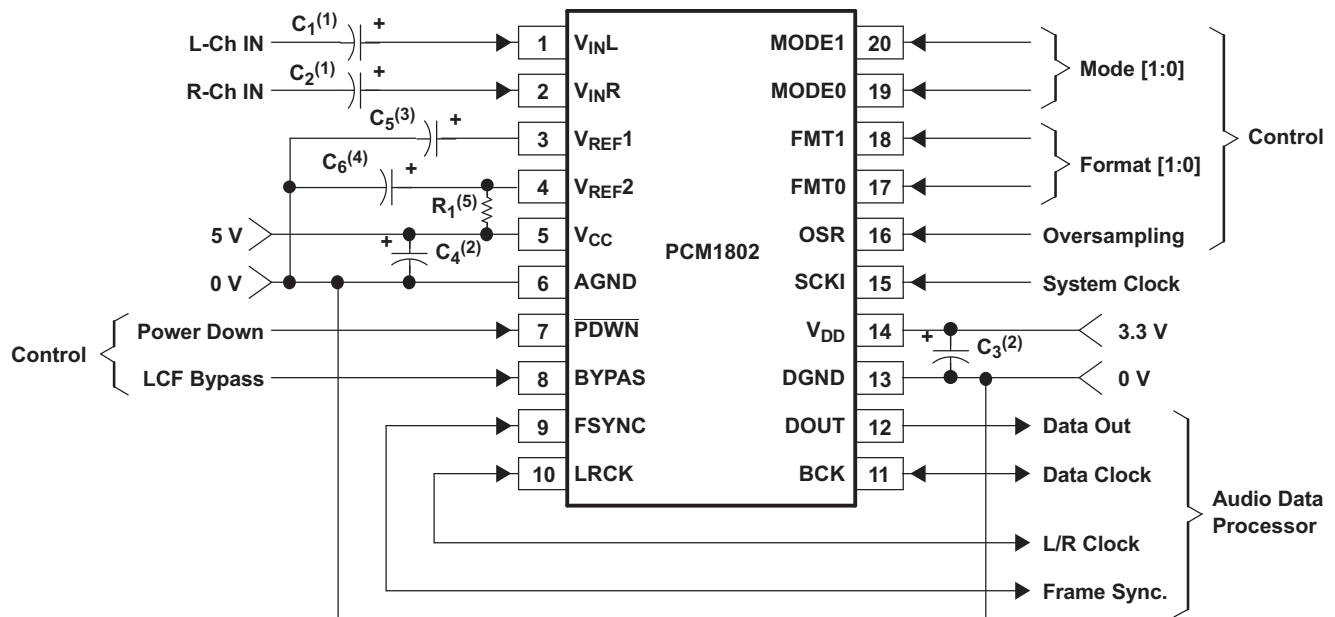 C1(1) +
L-Ch IN
1 VINL
MODE1 20
C2(1) +
R-Ch IN
2 VINR
MODE0 19
Mode [1:0]
C5(3) +
3 VREF1
FMT1 18
C6(4) +
4 VREF2
FMT0 17
Format [1:0]
Control
R1(5)
5 V
5 VCC
OSR 16
Oversampling
+ C4(2)
PCM1802
0 V
6 AGND
SCKI 15
System Clock
Control
Power Down
7 PDWN
VDD 14
+ C3(2)
3.3 V
LCF Bypass
8 BYPAS
DGND 13
0 V
9 FSYNC
DOUT 12
Data Out
10 LRCK
BCK 11
Data Clock
Audio Data
Processor
L/R Clock
Frame Sync.